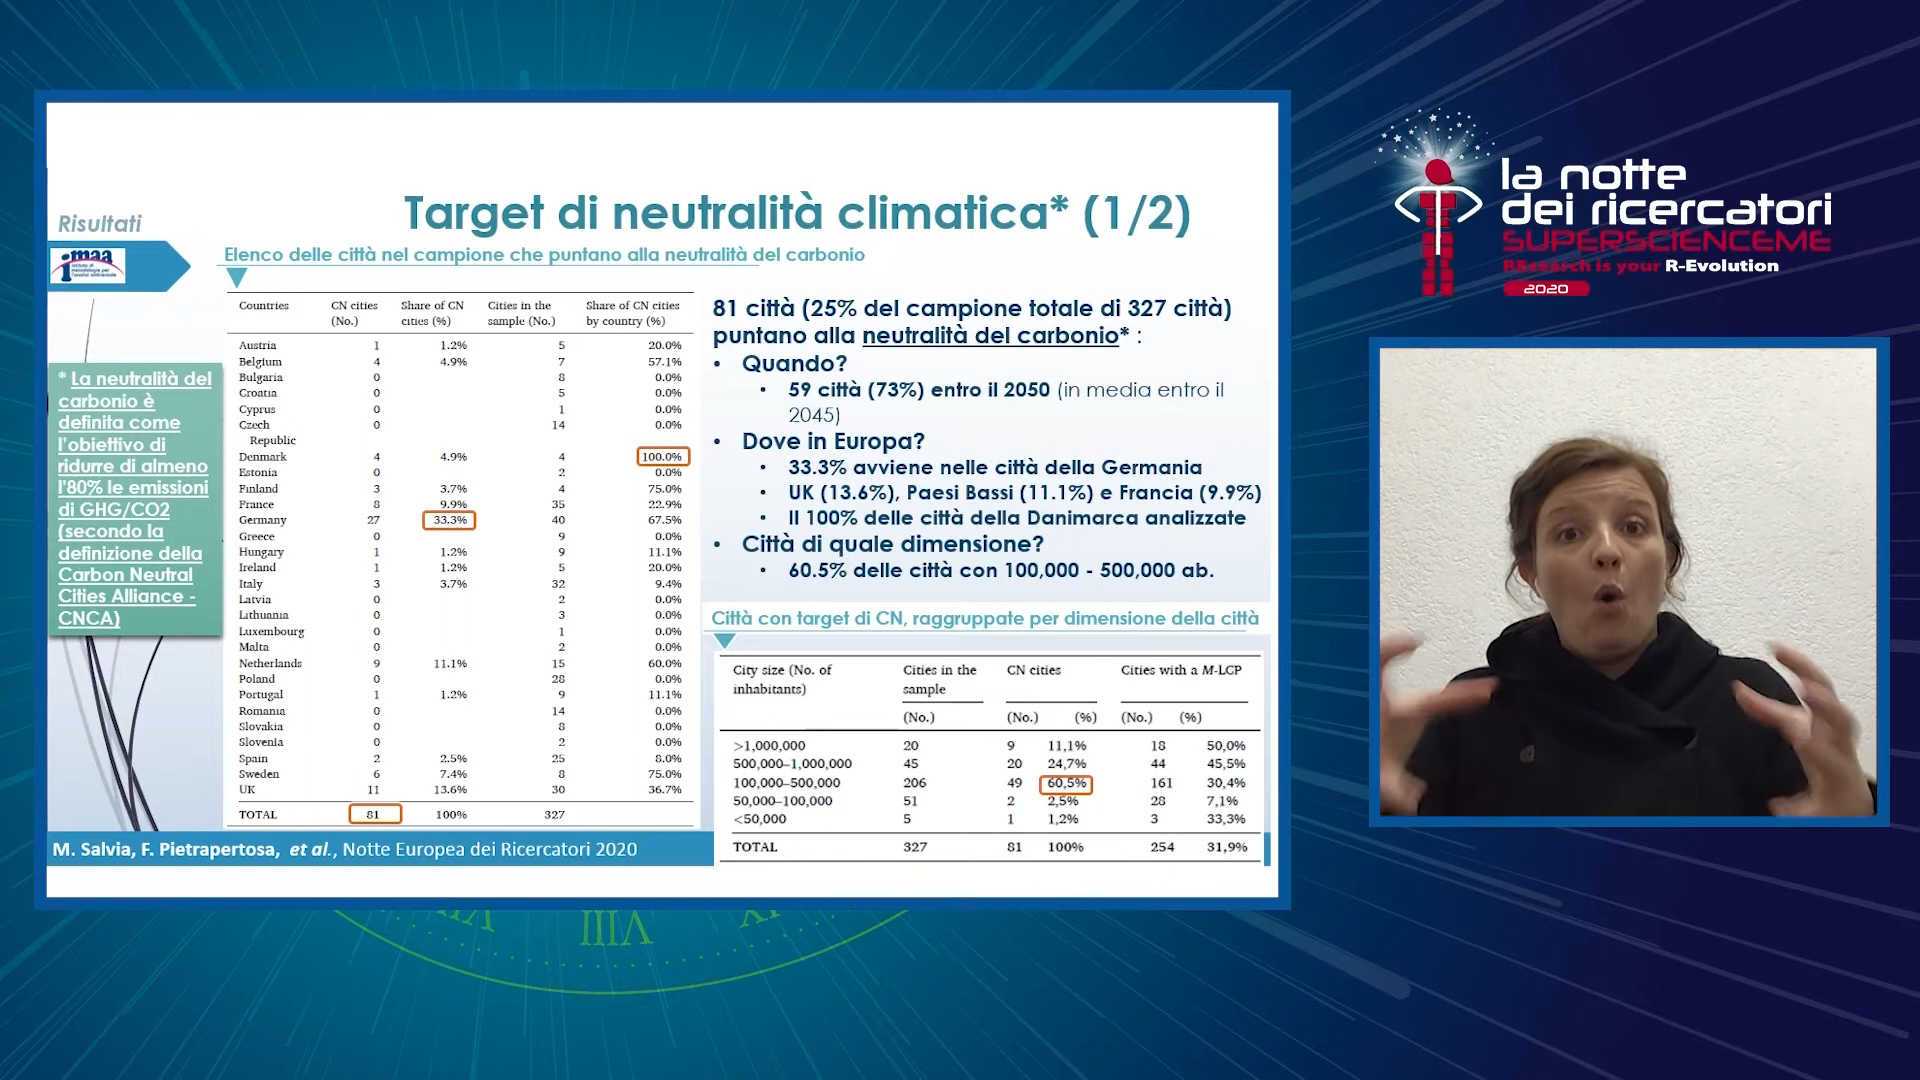 Risultati
Target di neutralità climatica* (1/2)
imaa
Elenco delle città nel campione che puntano alla neutralità del carbonio
* La neutralità del
carbonio è
definita come
l'obiettivo di
ridurre di almeno
l'80% le emissioni
di GHG/CO2
(secondo la
definizione della
Carbon Neutral
Cities Alliance -
CNCA)
Countries CN cities Share of CN Cities in the Share of CN cities
(No.) cities (%) sample (No.) by country (%)
Austria 1 1.2% 5 20.0%
Belgium 4 4.9% 7 57.1%
Bulgaria 0 8 0.0%
Croatia 0 5 0.0%
Cyprus 0 1 0.0%
Czech 0 14 0.0%
Republic
Denmark 4 4.9% 4 100.0%
Estonia 0 2 0.0%
Finland 3 3.7% 4 75.0%
France 8 9.9% 35 22.9%
Germany 27 33.3% 40 67.5%
Greece 0 9 0.0%
Hungary 1 1.2% 9 11.1%
Ireland 1 1.2% 5 20.0%
Italy 3 3.7% 32 9.4%
Latvia 0 2 0.0%
Lithuania 0 3 0.0%
Luxembourg 0 1 0.0%
Malta 0 2 0.0%
Netherlands 9 11.1% 15 60.0%
Poland 0 28 0.0%
Portugal 1 1.2% 9 11.1%
Romania 0 14 0.0%
Slovakia 0 8 0.0%
Slovenia 0 2 0.0%
Spain 2 2.5% 25 8.0%
Sweden 6 7.4% 8 75.0%
UK 11 13.6% 30 36.7%
TOTAL 81 100% 327
81 città (25% del campione totale di 327 città)
puntano alla neutralità del carbonio* :
• Quando?
• 59 città (73%) entro il 2050 (in media entro il
2045)
• Dove in Europa?
• 33.3% avviene nelle città della Germania
• UK (13.6%), Paesi Bassi (11.1%) e Francia (9.9%)
• Il 100% delle città della Danimarca analizzate
• Città di quale dimensione?
• 60.5% delle città con 100,000 - 500,000 ab.
Città con target di CN, raggruppate per dimensione della città
City size (No. of Cities in the CN cities Cities with a M-LCP
inhabitants) sample
(No.) (No.) (%) (No.) (%)
>1,000,000 20 9 11,1% 18 50,0%
500,000–1,000,000 45 20 24,7% 44 45,5%
100,000–500,000 206 49 60,5% 161 30,4%
50,000–100,000 51 2 2,5% 28 7,1%
<50,000 5 1 1,2% 3 33,3%
TOTAL 327 81 100% 254 31,9%
M. Salvia, F. Pietrapertosa, et al., Notte Europea dei Ricercatori 2020
la notte
dei ricercatori
SUPERSCIENCEME
REsearch is your R-Evolution
2020
VIII